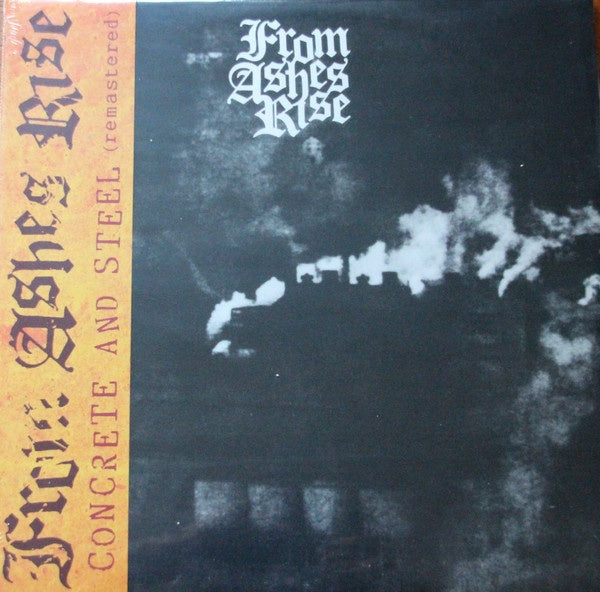 From
Ashes
Rise
From Ashes Rise
CONCRETE AND STEEL (remastered)